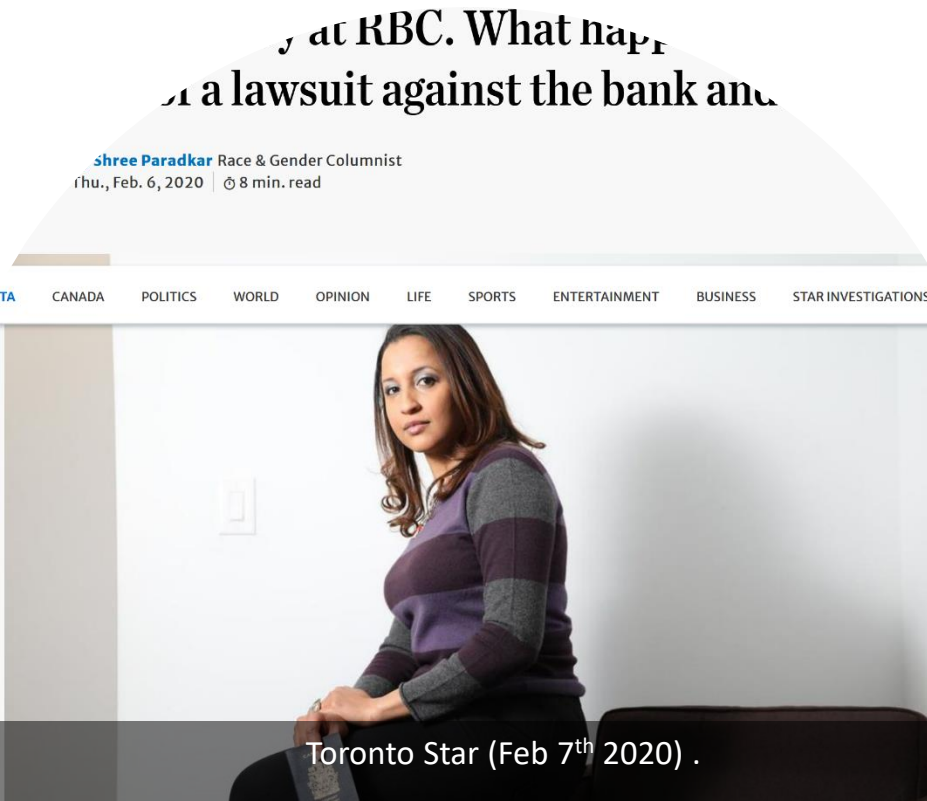 at RBC. What
a lawsuit against the bank and
Shree Paradkar Race & Gender Columnist
Thu., Feb. 6, 2020 | 8 min. read
TA CANADA POLITICS WORLD OPINION LIFE SPORTS ENTERTAINMENT BUSINESS STAR INVESTIGATIONS
Toronto Star (Feb 7th 2020) .